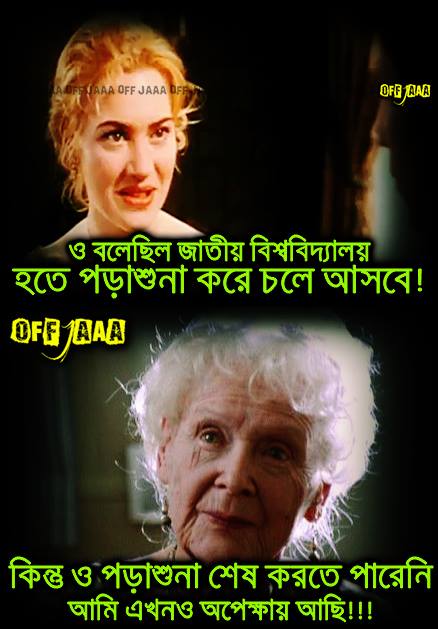 OFF JAAA OFF JAAA OFF
OFF JAAA
ও বলেছিল জাতীয় বিশ্ববিদ্যালয়
হতে পড়াশুনা করে চলে আসবে!
OFF JAAA
কিন্তু ও পড়াশুনা শেষ করতে পারেনি
আমি এখনও অপেক্ষায় আছি!!!